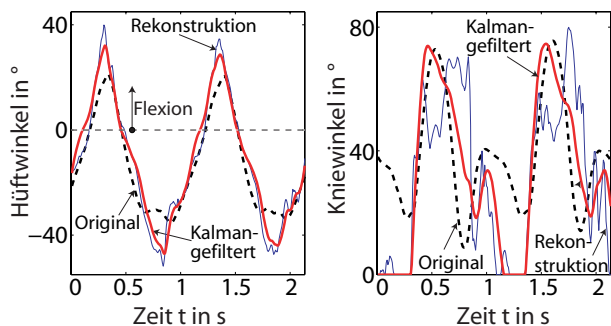 40
0
−40
Hüftwinkel in °
Rekonstruktion
Flexion
Original
Kalman-
gefiltert
0
0.5
1
1.5
2
Zeit t in s
80
40
0
Kniewinkel in °
Kalman-
gefiltert
Original
Rekon-
struktion
0
0.5
1
1.5
2
Zeit t in s